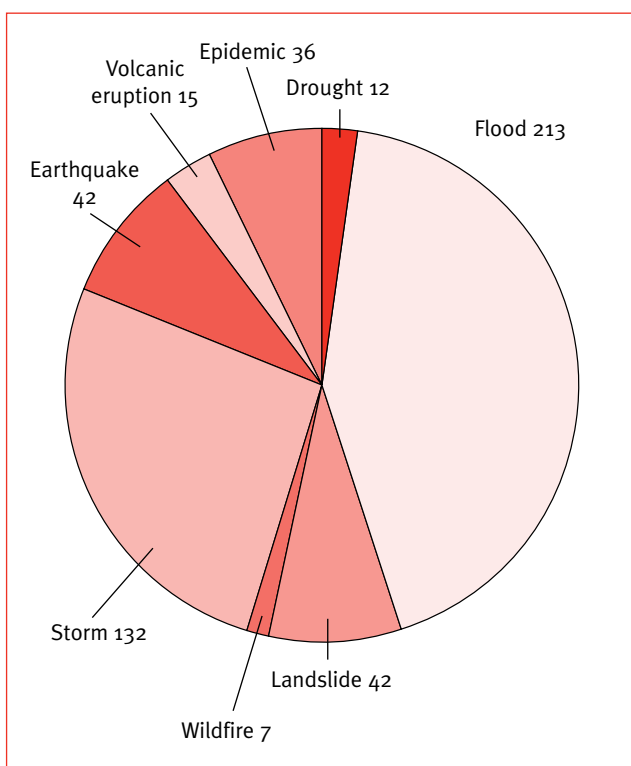 Epidemic 36
Volcanic
eruption 15
Drought 12
Flood 213
Earthquake
42
Storm 132
Landslide 42
Wildfire 7